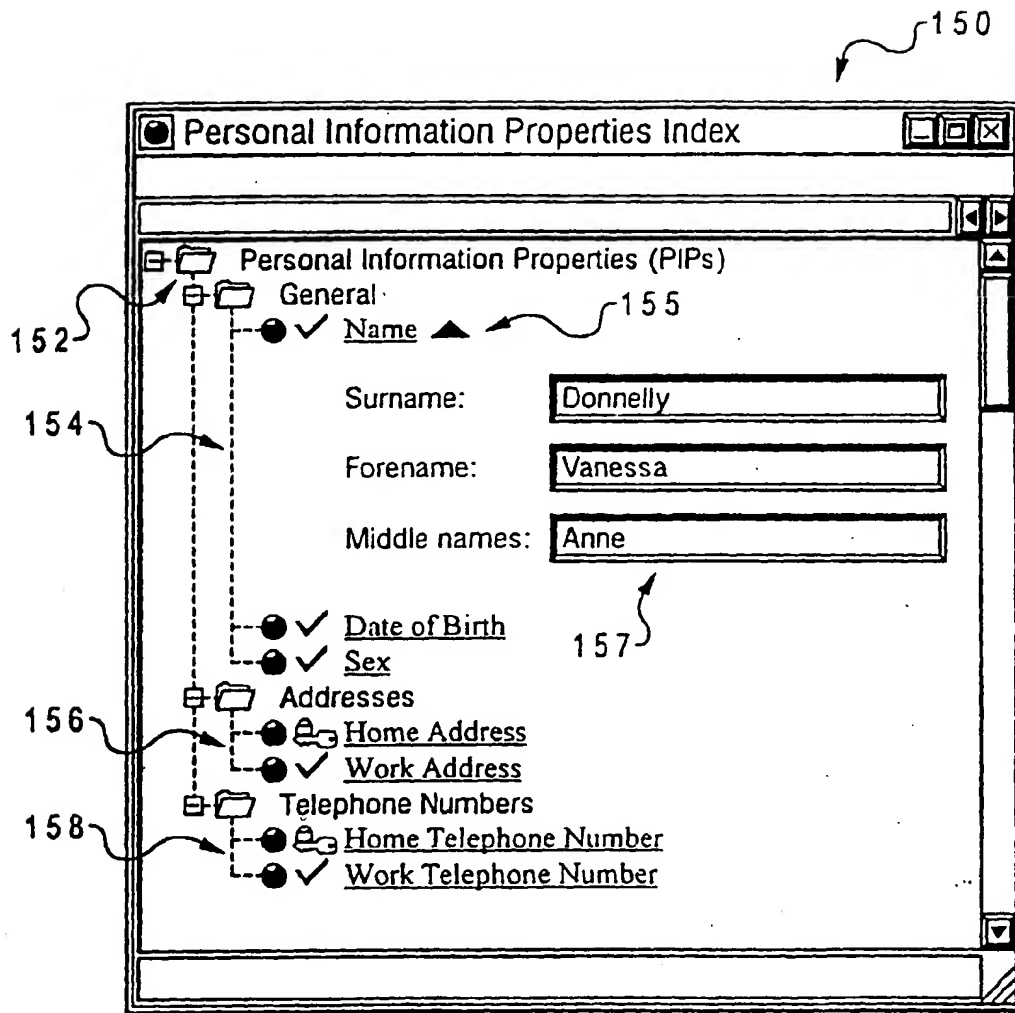 150
Personal Information Properties Index
Personal Information Properties (PIPs)
General
152
Name
155
Surname: Donnelly
154
Forename: Vanessa
Middle names: Anne
Date of Birth
157
Sex
Addresses
156
Home Address
Work Address
Telephone Numbers
158
Home Telephone Number
Work Telephone Number